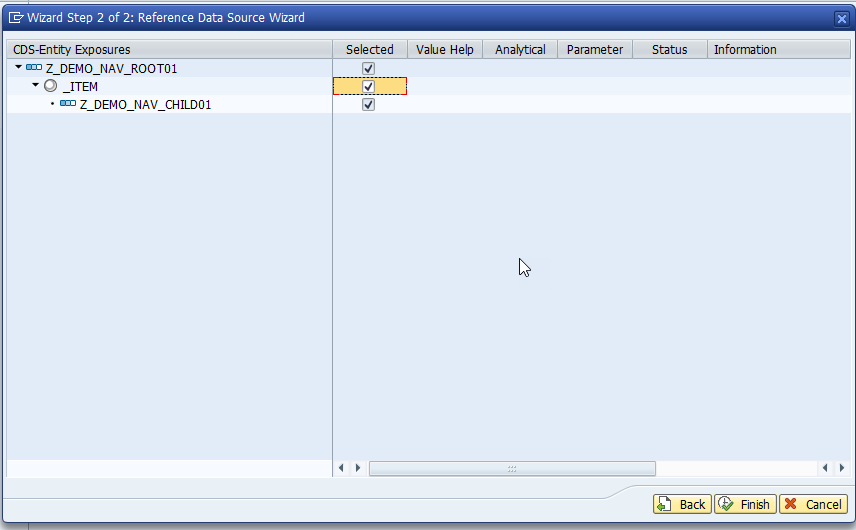 Wizard Step 2 of 2: Reference Data Source Wizard
CDS-Entity Exposures Selected Value Help Analytical Parameter Status Information
Z_DEMO_NAV_ROOT01
_ITEM
Z_DEMO_NAV_CHILD01
Back Finish Cancel